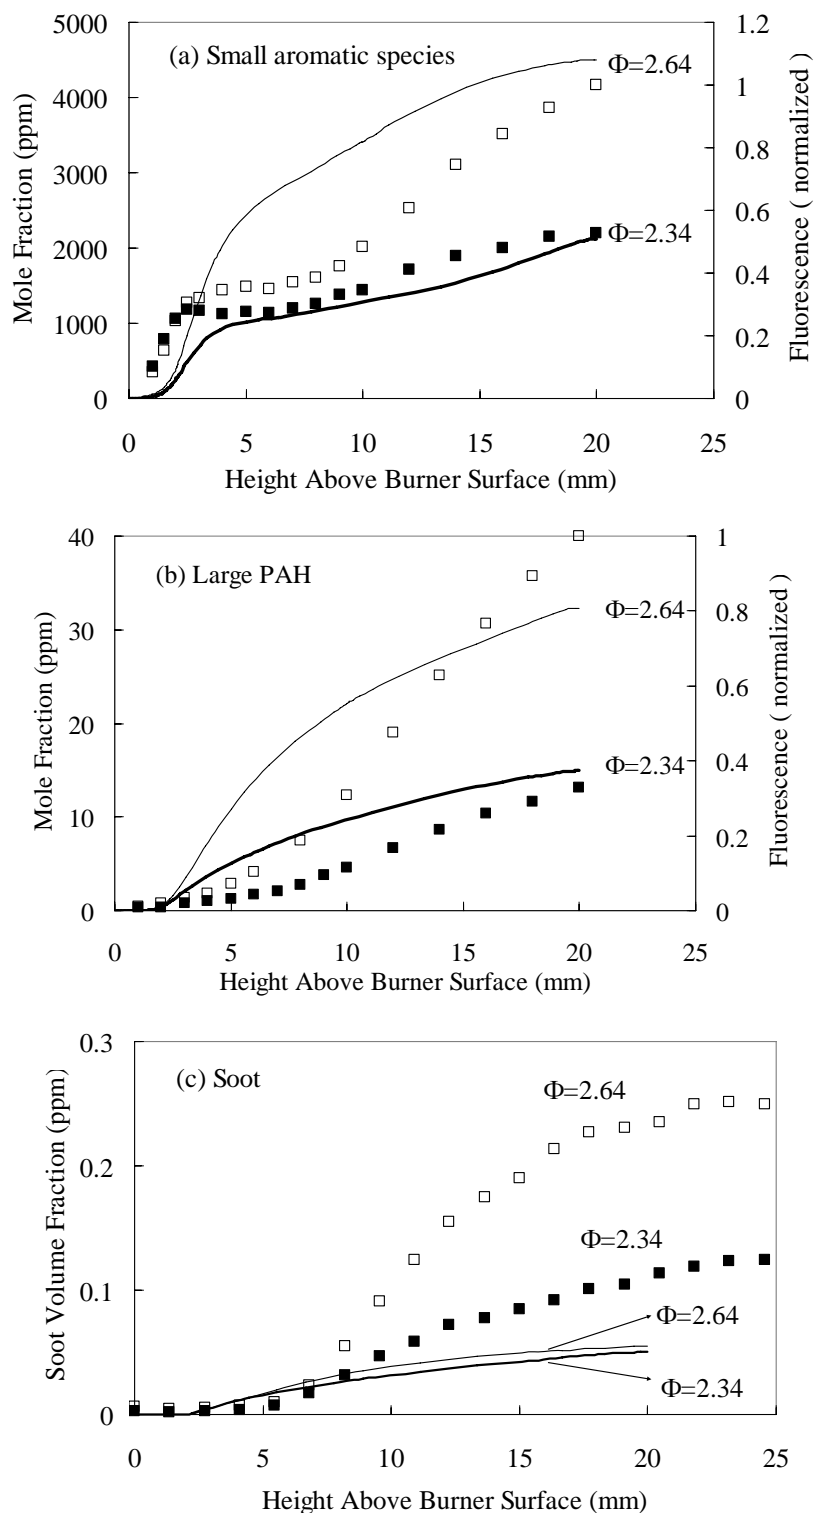 (a) Small aromatic species
Mole Fraction (ppm)
5000
4000
3000
2000
1000
0
Fluorescence ( normalized )
1.2
1
0.8
0.6
0.4
0.2
0
Φ=2.64
Φ=2.34
0 5 10 15 20 25
Height Above Burner Surface (mm)
(b) Large PAH
Mole Fraction (ppm)
40
30
20
10
0
Fluorescence ( normalized )
1
0.8
0.6
0.4
0.2
0
Φ=2.64
Φ=2.34
0 5 10 15 20 25
Height Above Burner Surface (mm)
(c) Soot
Soot Volume Fraction (ppm)
0.3
0.2
0.1
0
Φ=2.64
Φ=2.34
Φ=2.64
Φ=2.34
0 5 10 15 20 25
Height Above Burner Surface (mm)